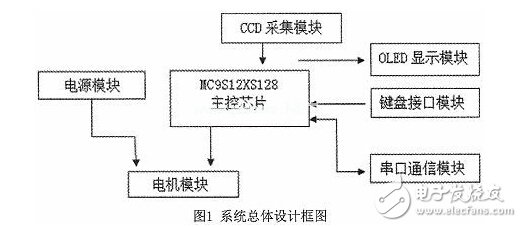 CCD 采集模块
OLED 显示模块
电源模块
MC9S12XS128
主控芯片
键盘接口模块
串口通信模块
电机模块
图1 系统总体设计框图
电子发烧友
www.elecfans.com